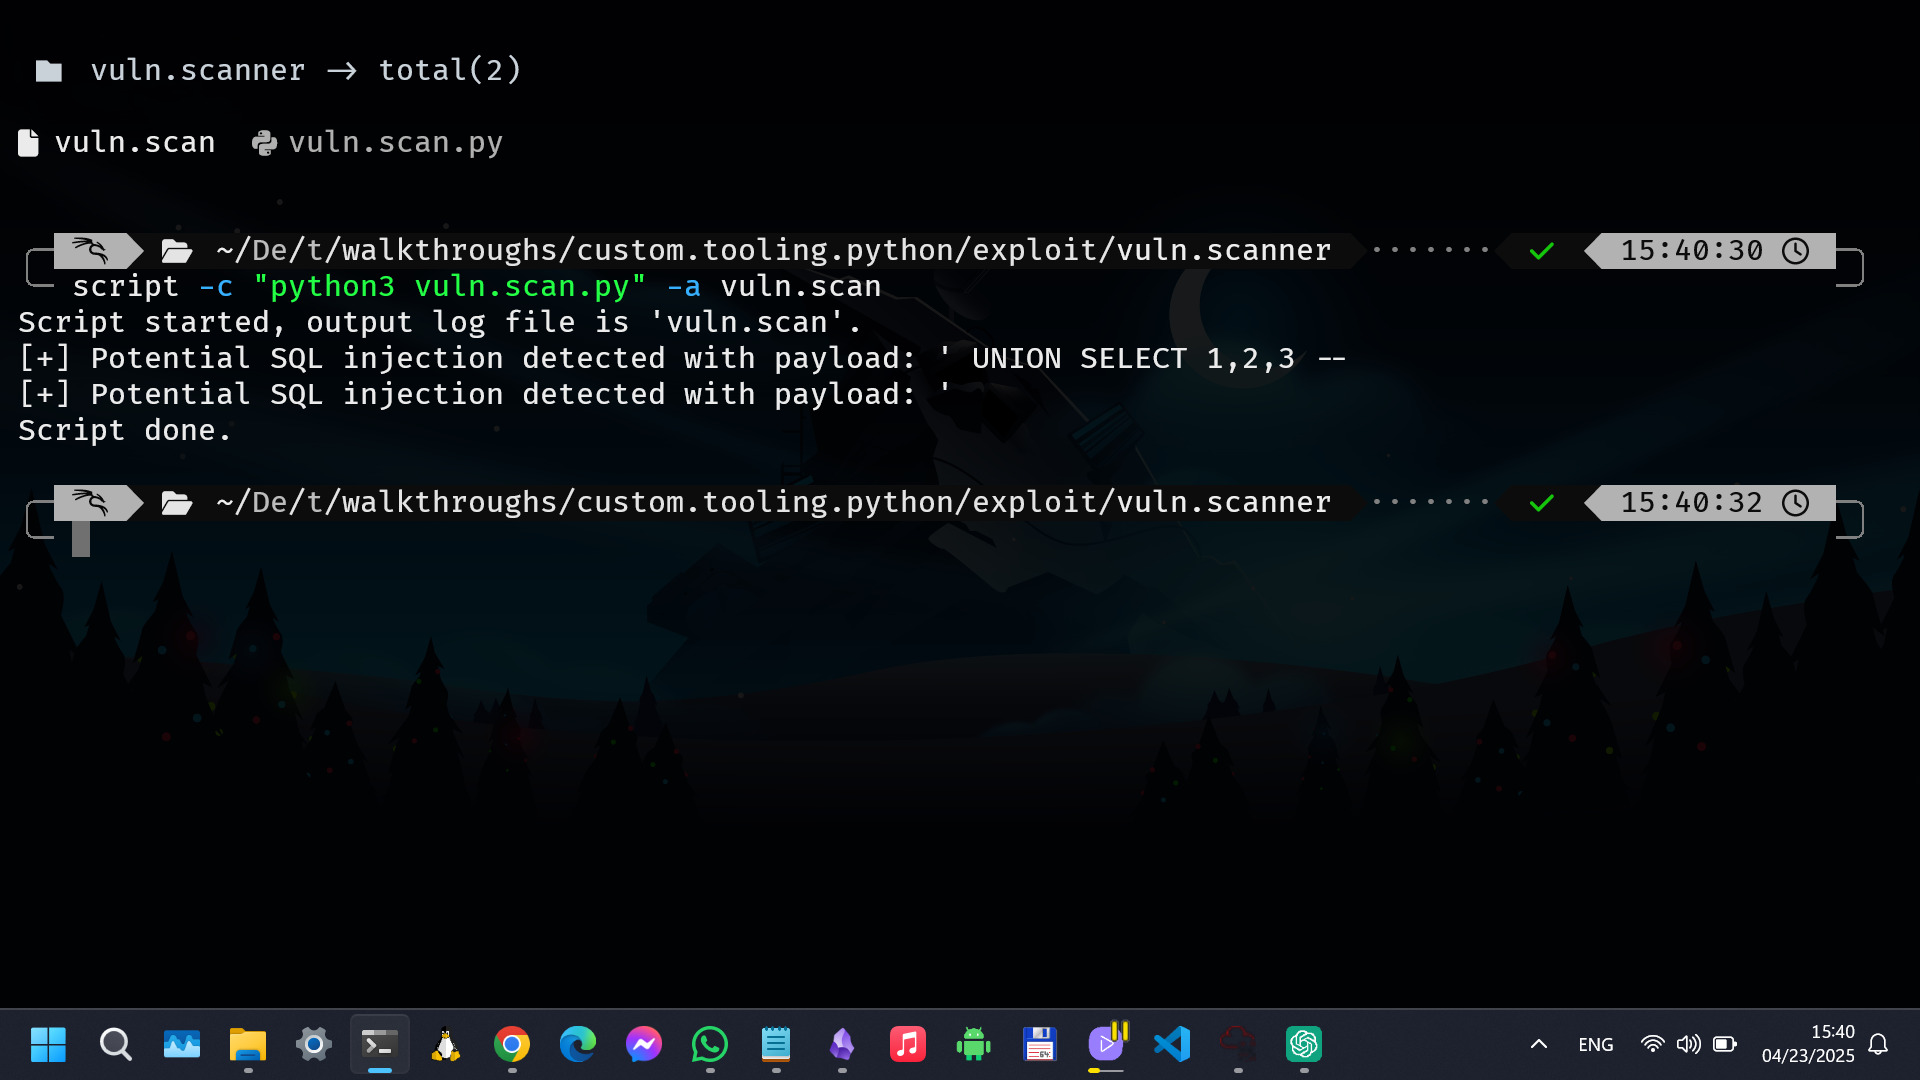 vuln.scanner → total(2)
vuln.scan vuln.scan.py
~/De/t/walkthroughs/custom.tooling.python/exploit/vuln.scanner ······· ✓ 15:40:30
script -c "python3 vuln.scan.py" -a vuln.scan
Script started, output log file is 'vuln.scan'.
[+] Potential SQL injection detected with payload: ' UNION SELECT 1,2,3 --
[+] Potential SQL injection detected with payload: '
Script done.
~/De/t/walkthroughs/custom.tooling.python/exploit/vuln.scanner ······· ✓ 15:40:32
64
ENG
15:40
04/23/2025